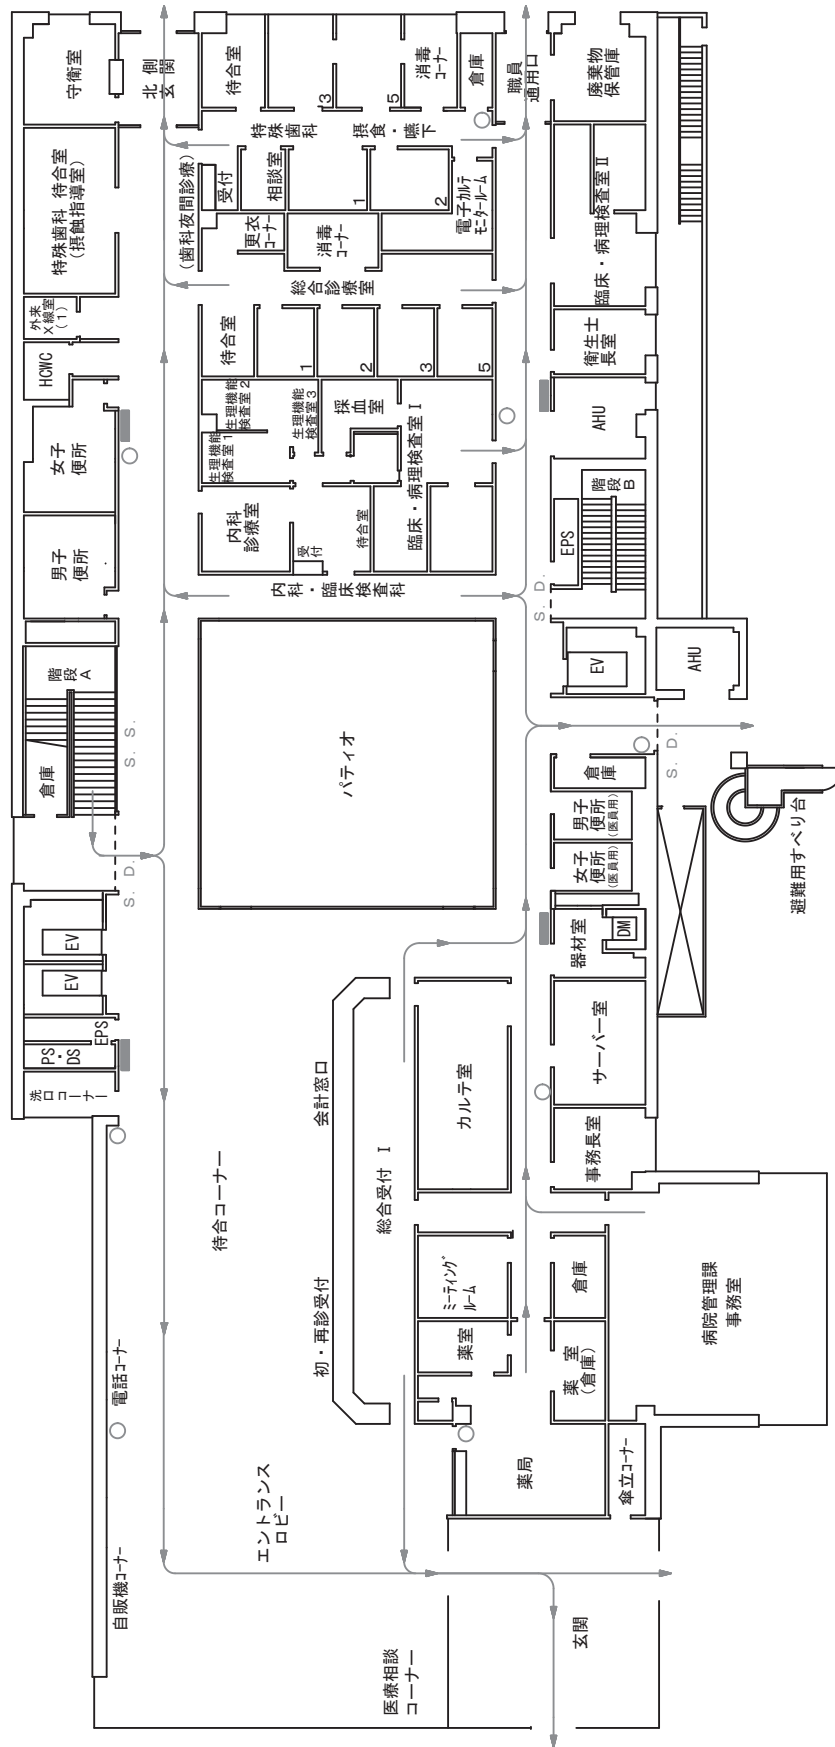 守衛室
北側
玄関
待合室
3
5
消毒
コーナー
倉庫
職員
通用口
廃棄物
保管庫
特殊歯科 待合室
(摂蝕指導室)
(歯科夜間診療)
受付
相談室
特殊歯科
摂食・嚥下
1
2
電子カルテ
モニタールーム
臨床・病理検査室Ⅱ
更衣
コーナー
消毒
コーナー
総合診療室
外来
X線室
(1)
HCWC
待合室
1
2
3
5
衛生士
長室
女子
便所
生理機能
検査室2
生理機能
検査室1
生理機能
検査室3
採血
室
臨床・病理検査室Ⅰ
AHU
男子
便所
内科
診療室
受付
待合室
EPS
階段
B
内科・臨床検査科
S. D.
階段
A
倉庫
S. S.
S. D.
パティオ
EV
AHU
S. D.
倉庫
男子
便所
(医員用)
女子
便所
(医員用)
避難用すべり台
EV
EV
EPS
PS
・
DS
洗口コーナー
器材室
DM
会計窓口
待合コーナー
総合受付 Ⅰ
初・再診受付
カルテ室
サーバー室
事務長室
ミーティング
ルーム
倉庫
病院管理課
事務室
薬室
薬室
(倉庫)
電話コーナー
薬局
傘立コーナー
エントランス
ロビー
自販機コーナー
医療相談
コーナー
玄関